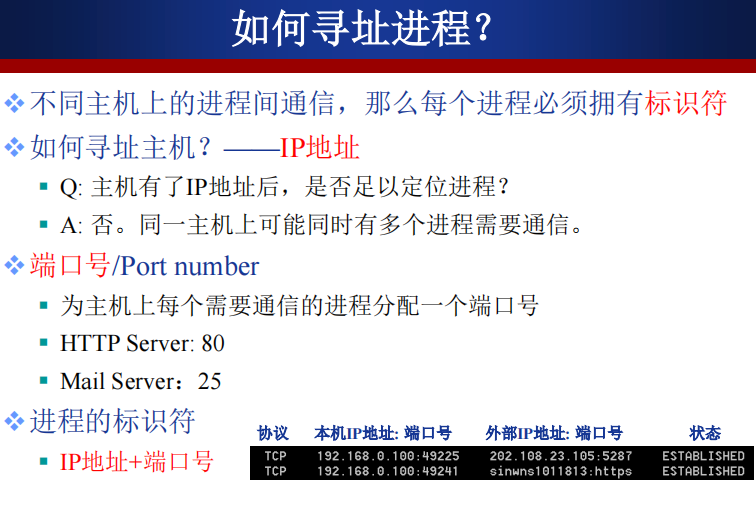 如何寻址进程？
不同主机上的进程间通信，那么每个进程必须拥有标识符
如何寻址主机？——IP地址
Q: 主机有了IP地址后，是否足以定位进程？
A: 否。同一主机上可能同时有多个进程需要通信。
端口号/Port number
为主机上每个需要通信的进程分配一个端口号
HTTP Server: 80
Mail Server：25
进程的标识符
IP地址+端口号
协议 本机IP地址: 端口号 外部IP地址: 端口号 状态
TCP 192.168.0.100:49225 202.108.23.105:5287 ESTABLISHED
TCP 192.168.0.100:49241 sinwns1011813:https ESTABLISHED